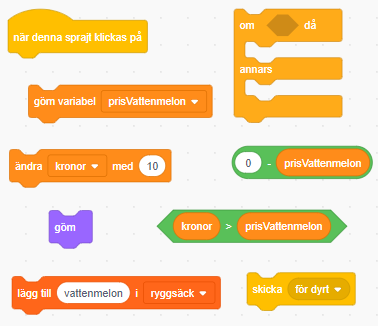 när denna sprajt klickas på
om då
annars
göm variabel prisVattenmelon
ändra kronor med 10
0 - prisVattenmelon
göm
kronor > prisVattenmelon
lägg till vattenmelon i ryggsäck
skicka för dyrt